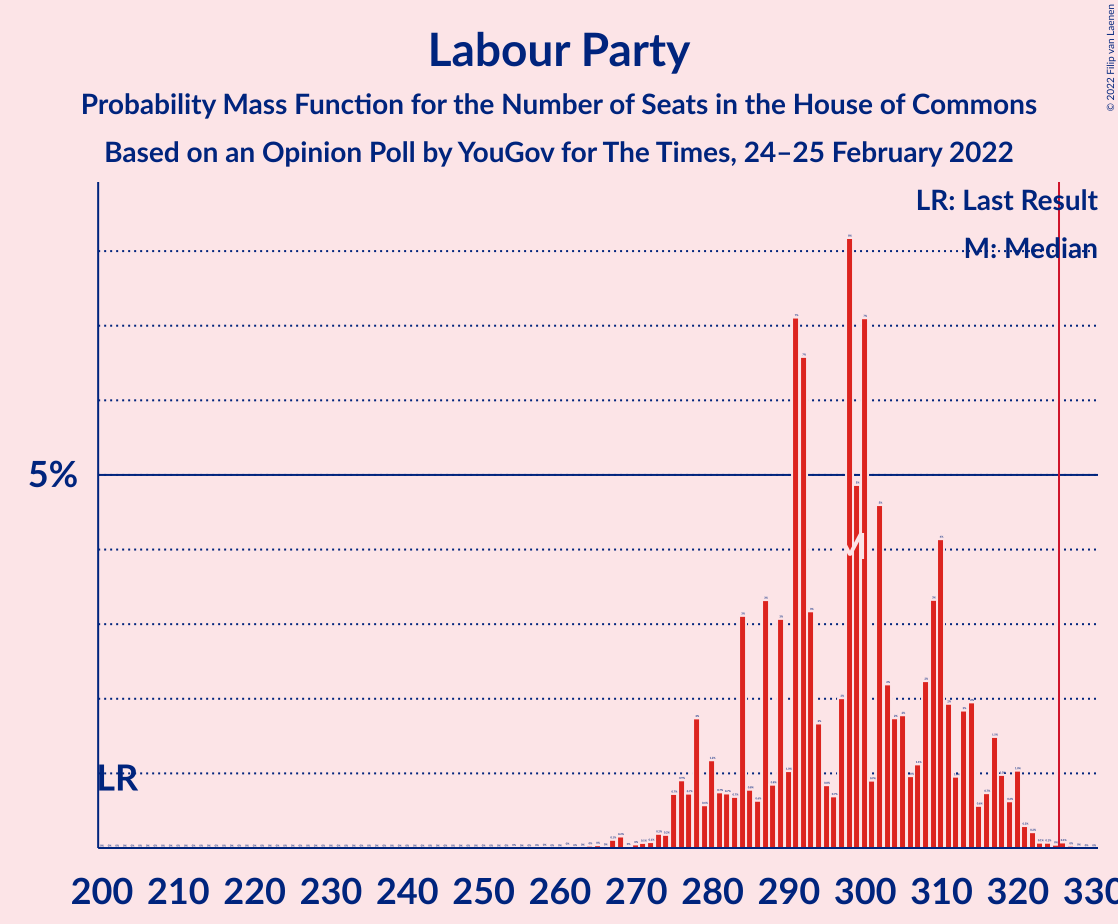 Labour Party
Probability Mass Function for the Number of Seats in the House of Commons
Based on an Opinion Poll by YouGov for The Times, 24–25 February 2022
© 2022 Filip van Laenen
LR: Last Result
M: Median
5%
M
LR
200 210 220 230 240 250 260 270 280 290 300 310 320 330